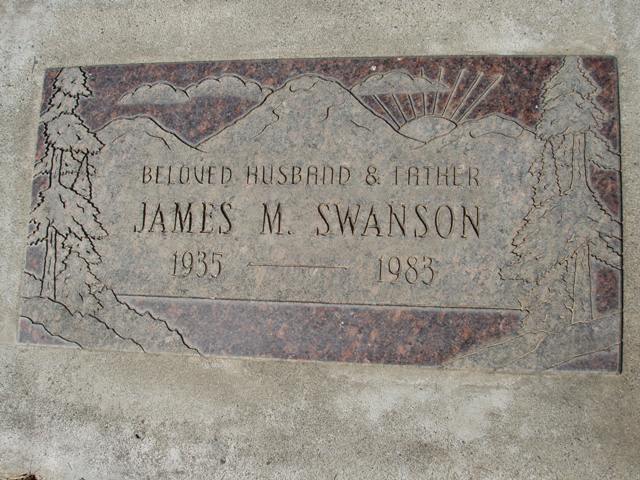 BELOVED HUSBAND & FATHER
JAMES M. SWANSON
1935 — 1983